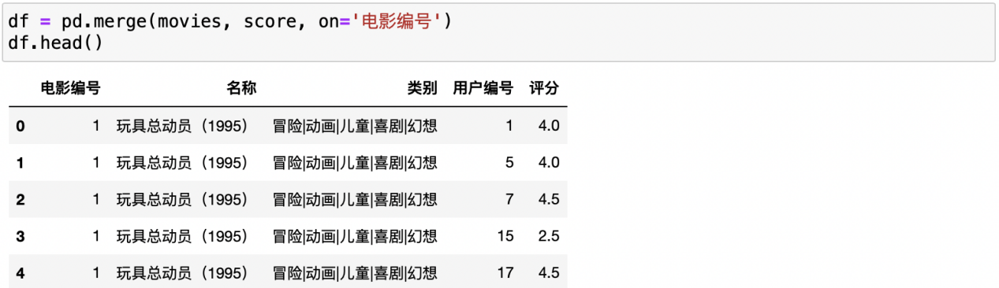 df = pd.merge(movies, score, on='电影编号')
df.head()
电影编号 名称 类别 用户编号 评分
0 1 玩具总动员（1995） 冒险|动画|儿童|喜剧|幻想 1 4.0
1 1 玩具总动员（1995） 冒险|动画|儿童|喜剧|幻想 5 4.0
2 1 玩具总动员（1995） 冒险|动画|儿童|喜剧|幻想 7 4.5
3 1 玩具总动员（1995） 冒险|动画|儿童|喜剧|幻想 15 2.5
4 1 玩具总动员（1995） 冒险|动画|儿童|喜剧|幻想 17 4.5